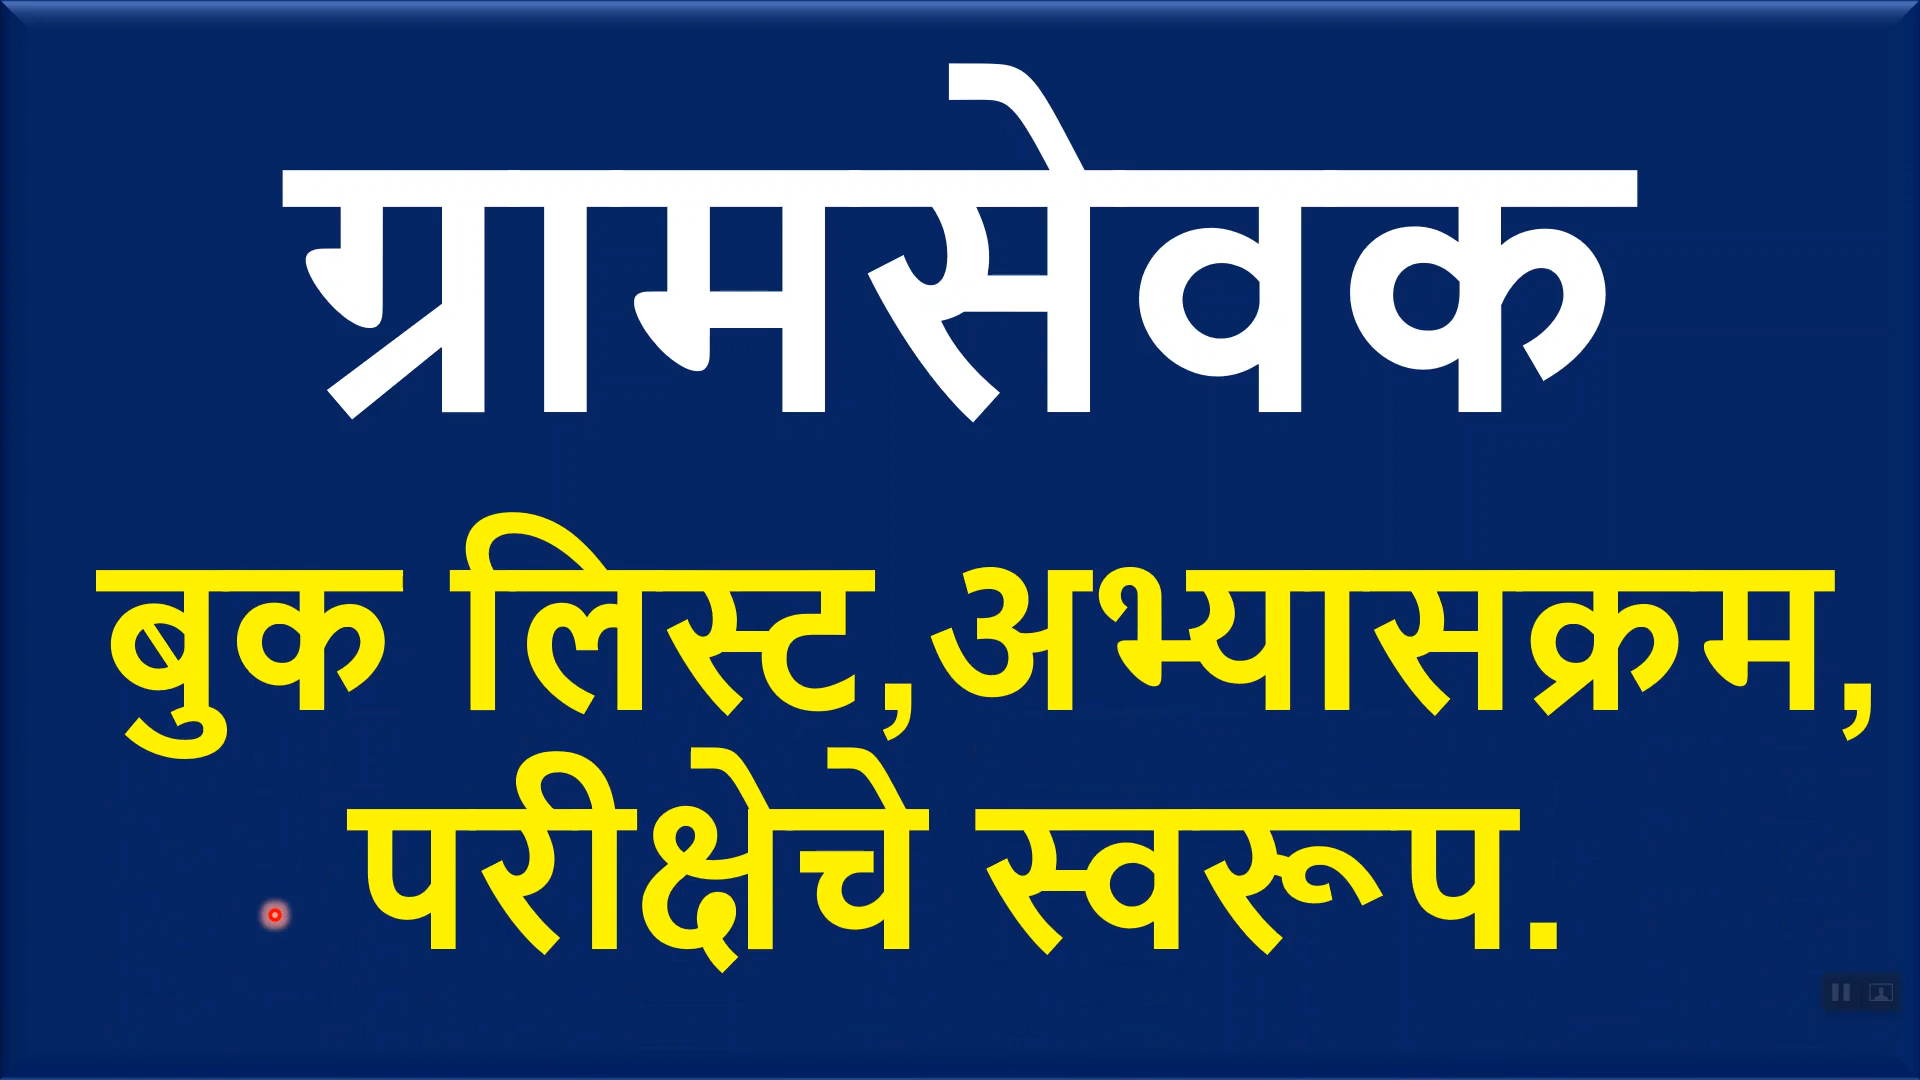 ग्रामसेवक
बुक लिस्ट,अभ्यासक्रम,
परीक्षेचे स्वरूप.